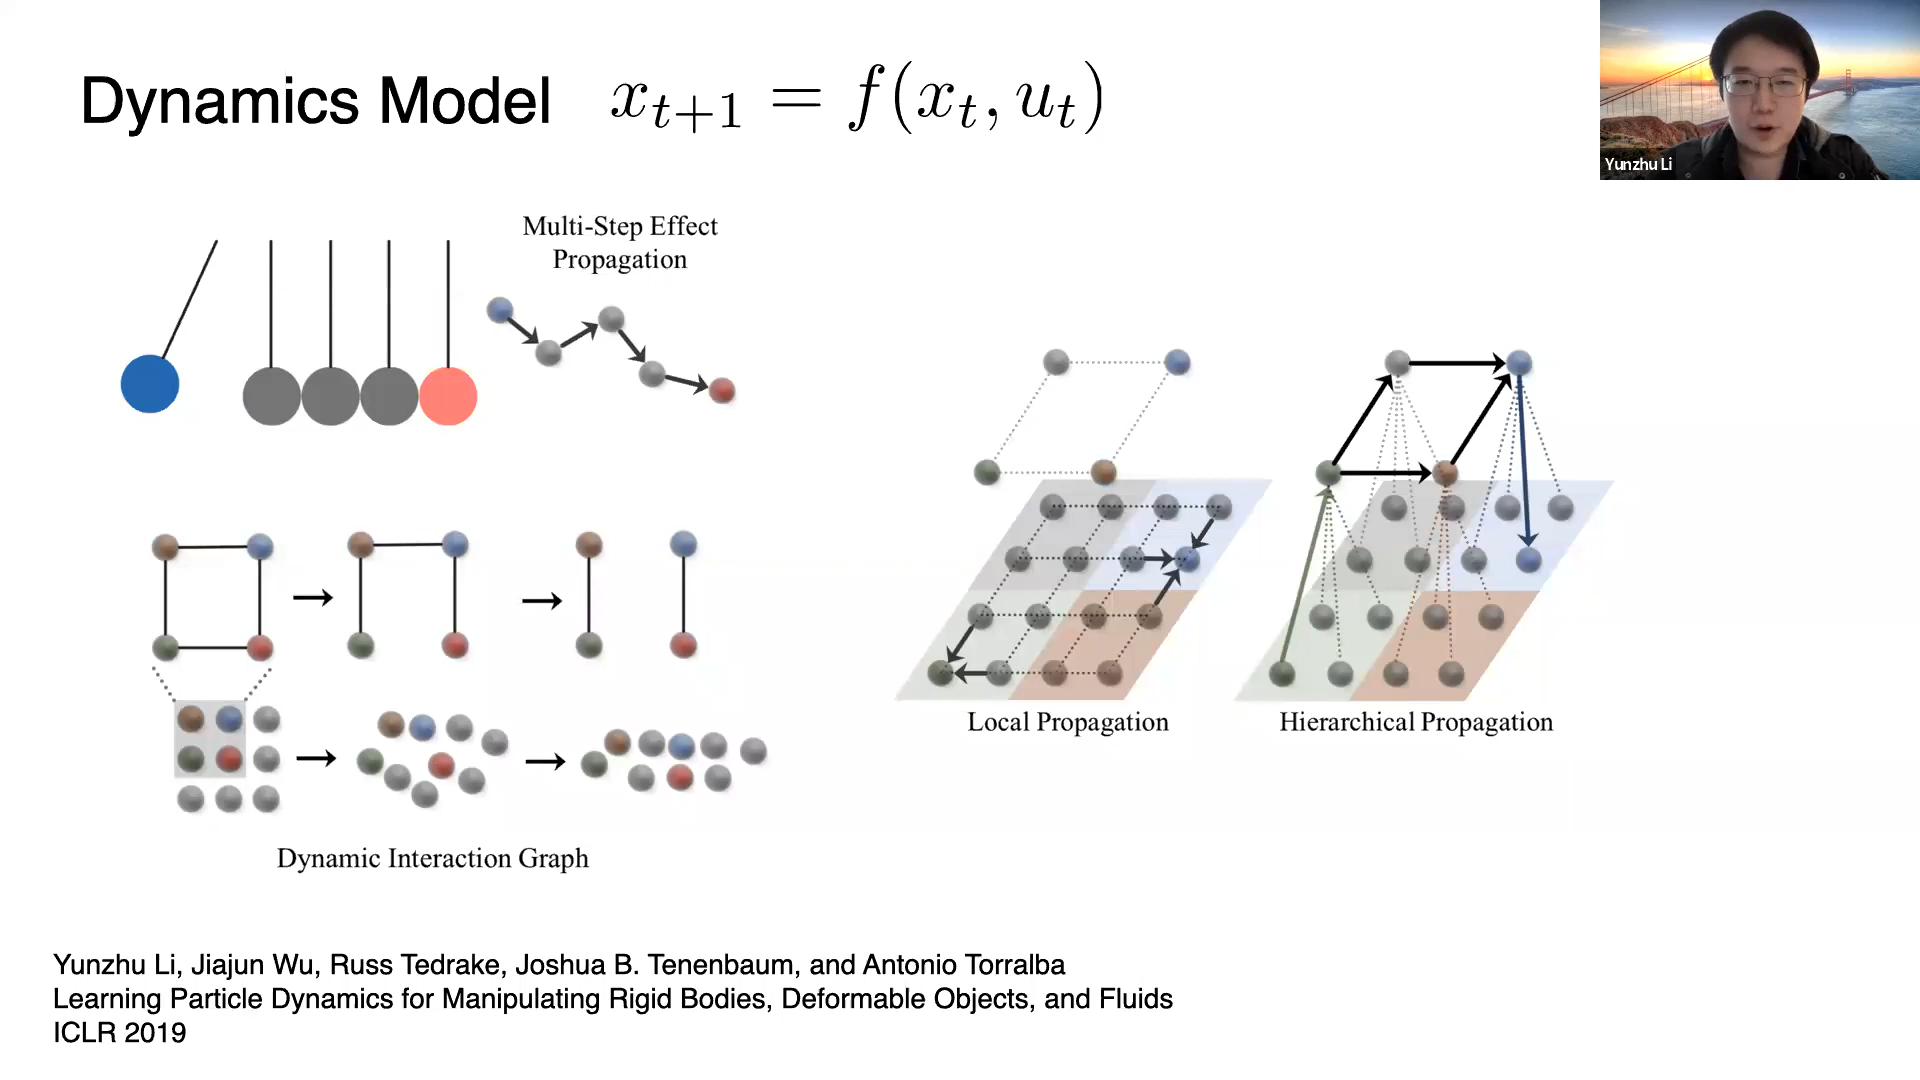 Dynamics Model x_{t+1} = f(x_t, u_t)
Yunzhu Li
Multi-Step Effect
Propagation
Local Propagation
Hierarchical Propagation
Dynamic Interaction Graph
Yunzhu Li, Jiajun Wu, Russ Tedrake, Joshua B. Tenenbaum, and Antonio Torralba
Learning Particle Dynamics for Manipulating Rigid Bodies, Deformable Objects, and Fluids
ICLR 2019